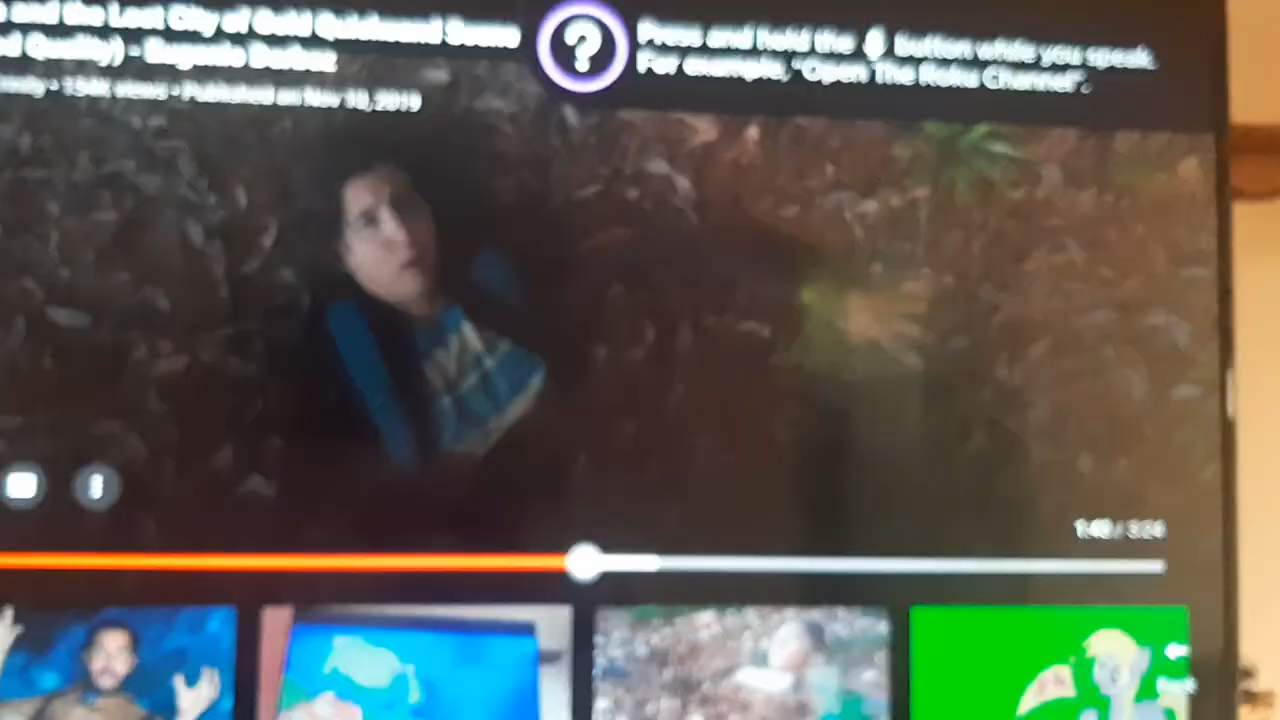 and the Lost City of Gold Quicksand Scene
Quality) - Eugenio Derbez
views • Published on Nov 10, 2019
Press and hold the button while you speak.
For example, "Open The Roku Channel".
1:40 / 3:24